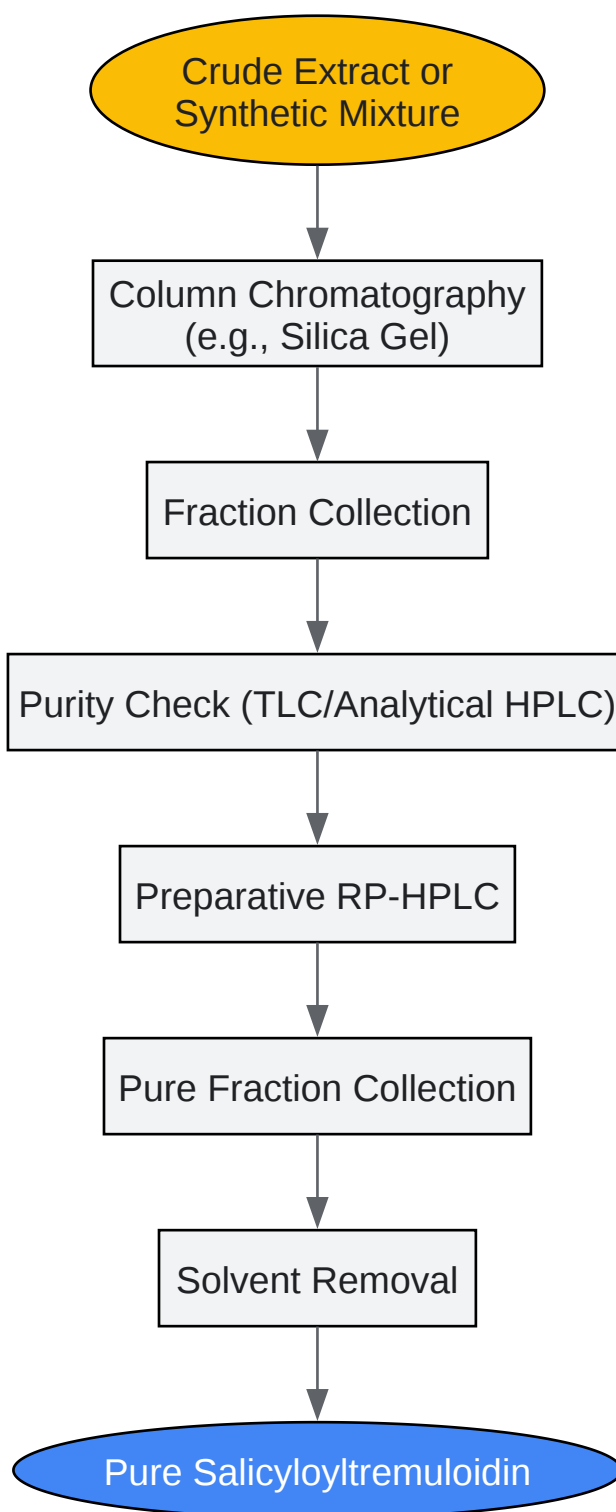 Crude Extract or
Synthetic Mixture
Column Chromatography
(e.g., Silica Gel)
Fraction Collection
Purity Check (TLC/Analytical HPLC)
Preparative RP-HPLC
Pure Fraction Collection
Solvent Removal
Pure Salicyloyltremuloidin